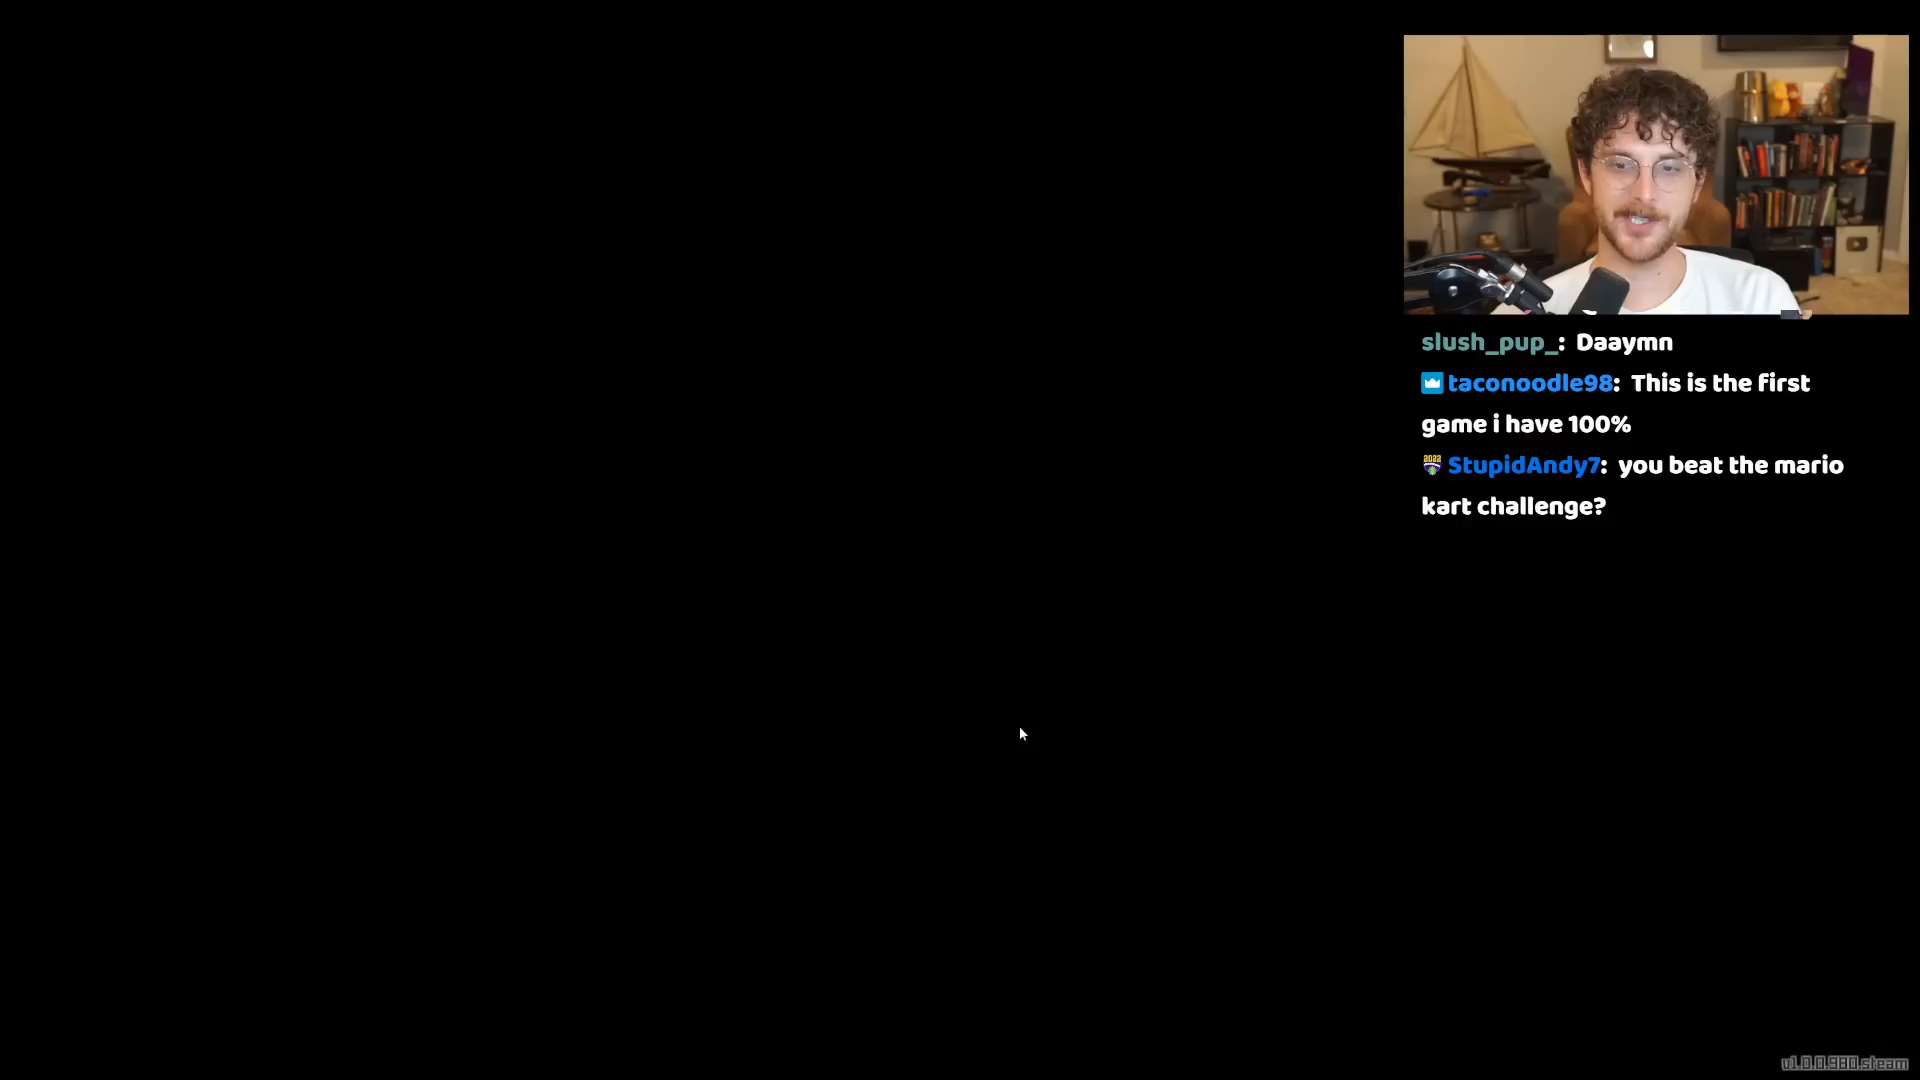 slush_pup_: Daaymn
taconoodle98: This is the first
game i have 100%
2022 StupidAndy7: you beat the mario
kart challenge?
v1.0.0.980.steam